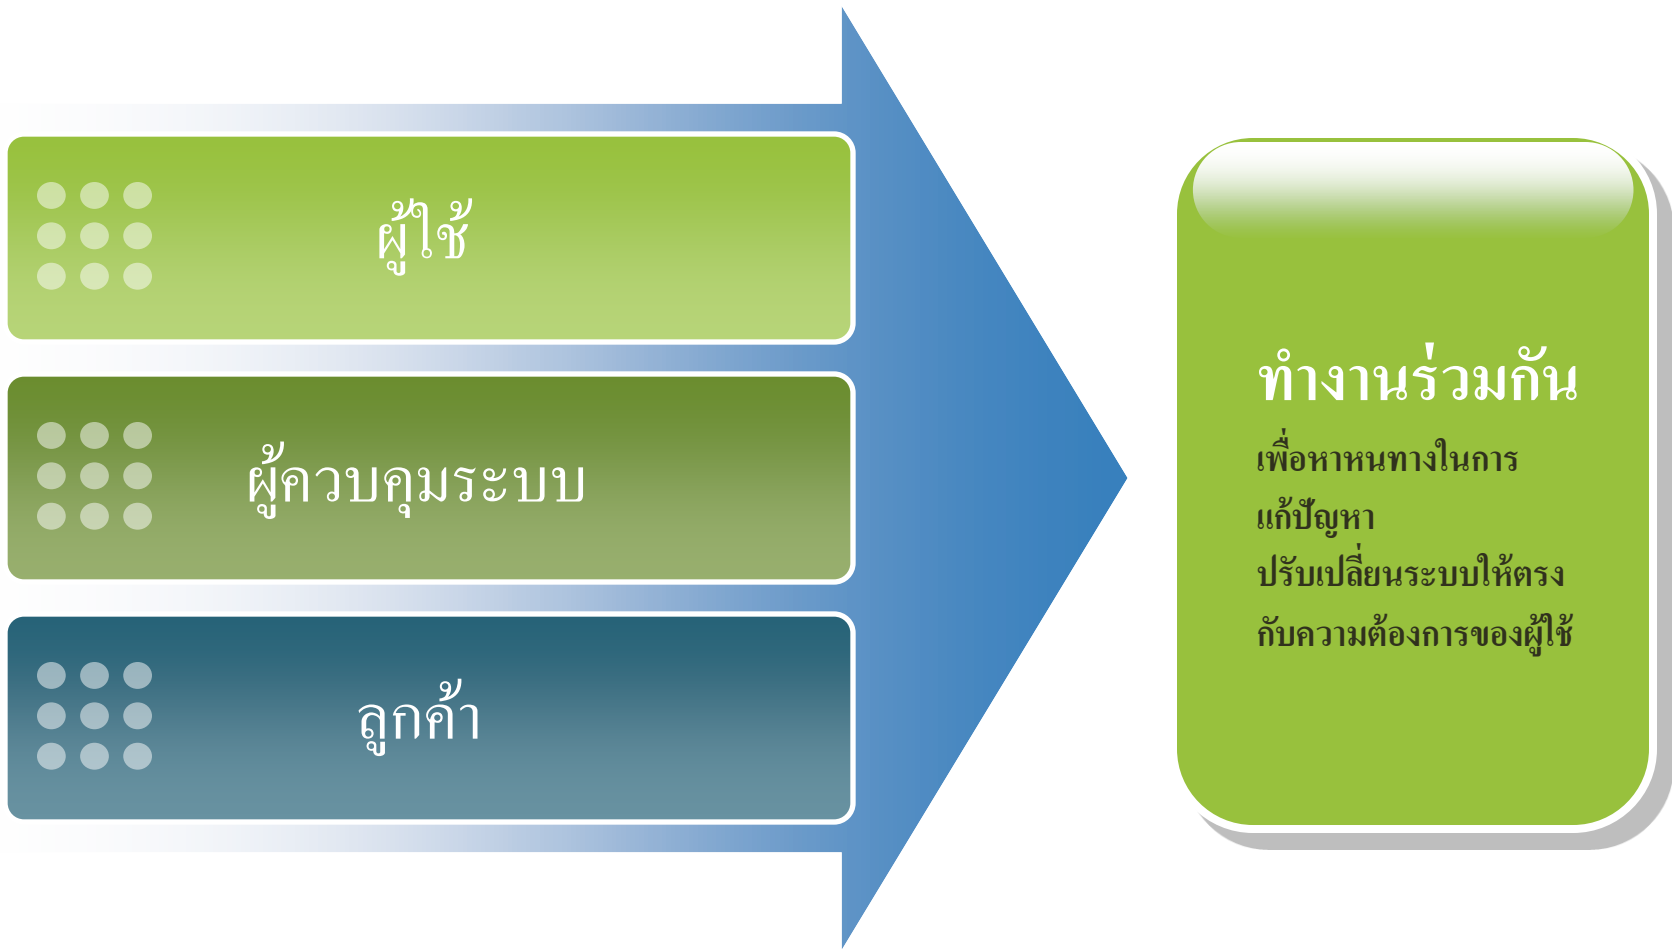 ผู้ใช้
ผู้ควบคุมระบบ
ลูกค้า
ทำงานร่วมกัน
เพื่อหาหนทางในการ
แก้ปัญหา
ปรับเปลี่ยนระบบให้ตรง
กับความต้องการของผู้ใช้